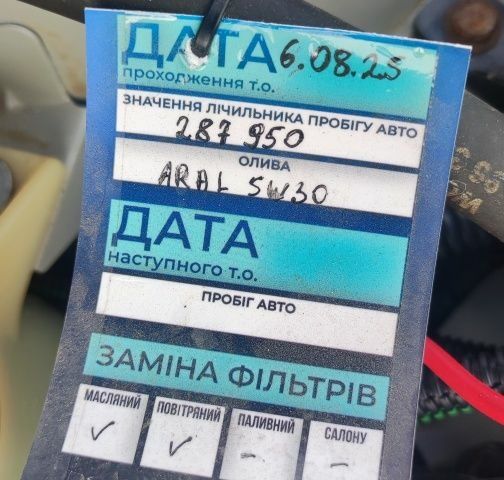 ДАТА 6.08.25
проходження т.о.
ЗНАЧЕННЯ ЛІЧИЛЬНИКА ПРОБІГУ АВТО
287 950
ОЛИВА
ARAL 5W30
ДАТА
наступного т.о.
ПРОБІГ АВТО
ЗАМІНА ФІЛЬТРІВ
МАСЛЯНИЙ ПОВІТРЯНИЙ ПАЛИВНИЙ САЛОНУ
✓ ✓ - -